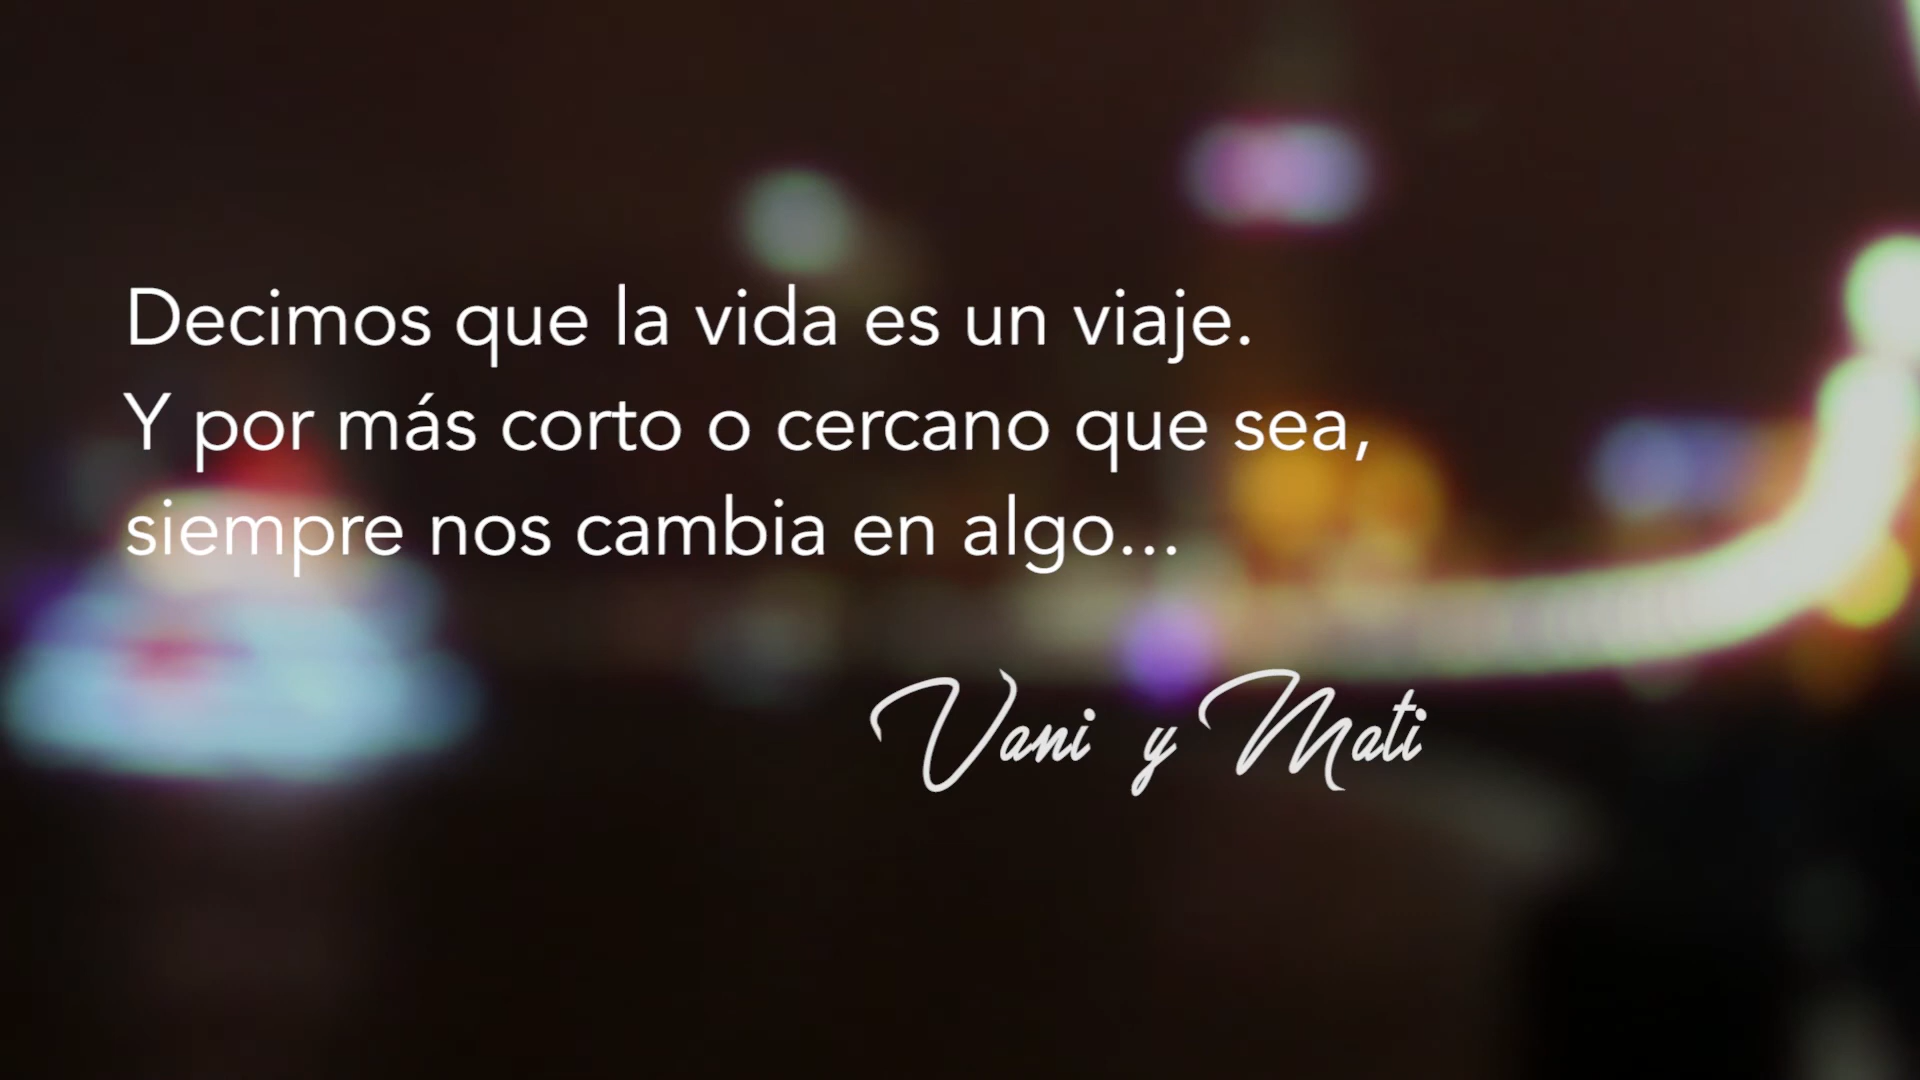 Decimos que la vida es un viaje.
Y por más corto o cercano que sea,
siempre nos cambia en algo...
Vani y Mati